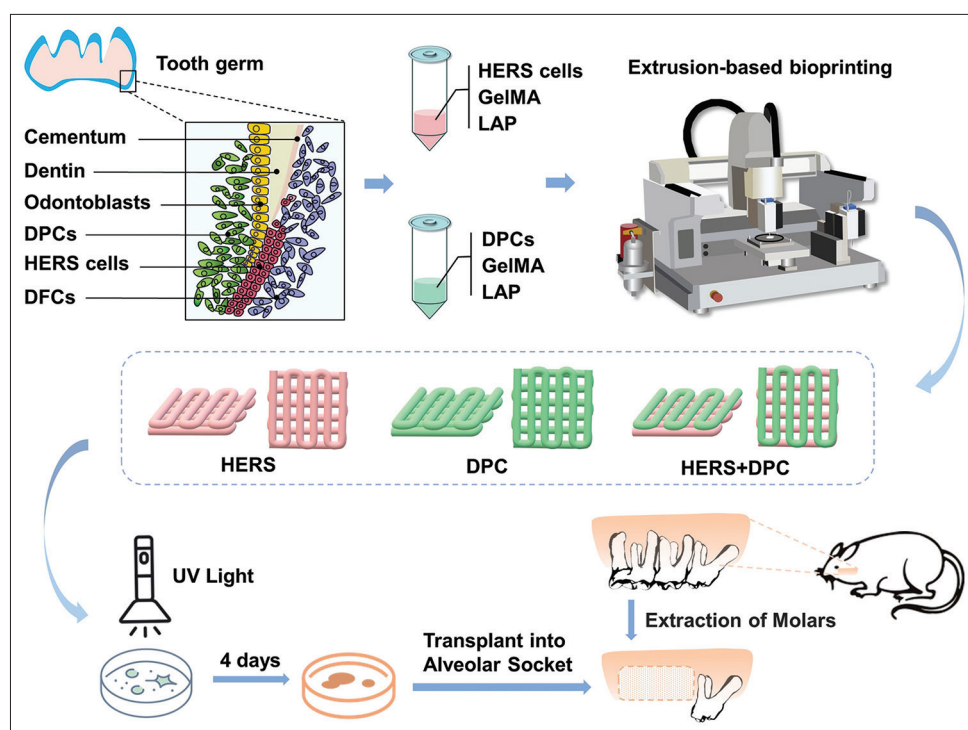 Tooth germ
Cementum
Dentin
Odontoblasts
DPCs
HERS cells
DFCs
HERS cells
GelMA
LAP
DPCs
GelMA
LAP
Extrusion-based bioprinting
HERS
DPC
HERS+DPC
UV Light
4 days
Transplant into
Alveolar Socket
Extraction of Molars